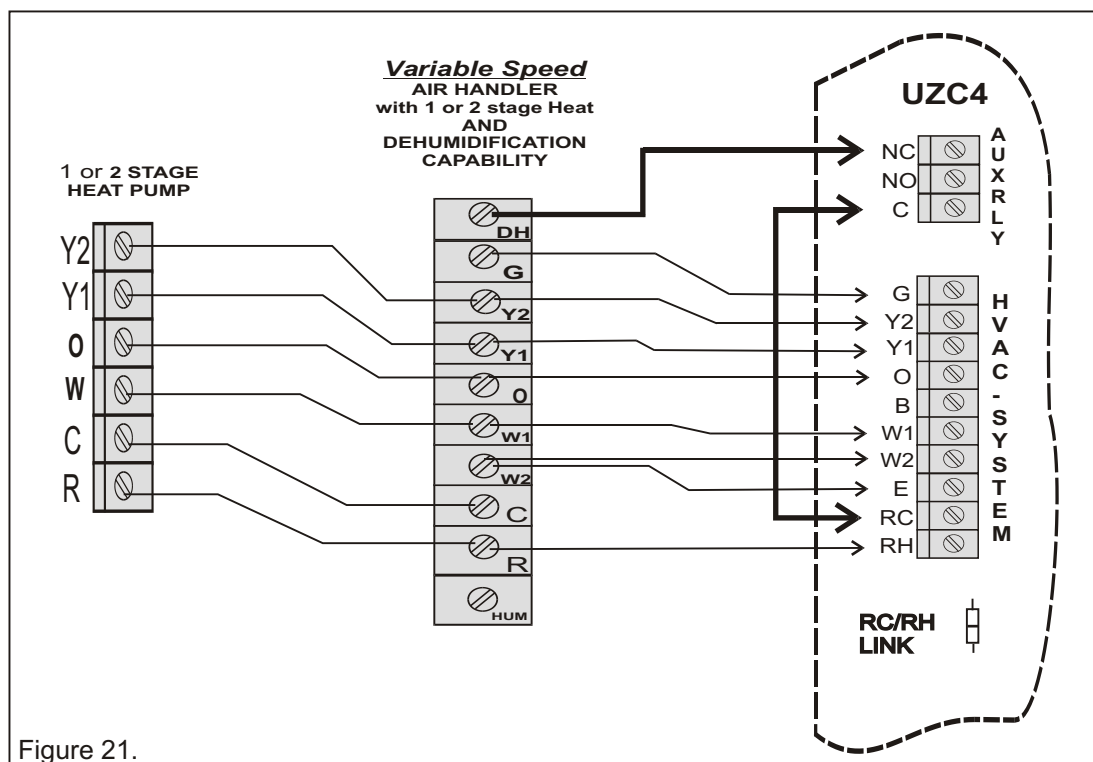 Variable Speed
AIR HANDLER
with 1 or 2 stage Heat
AND
DEHUMIDIFICATION
CAPABILITY
1 or 2 STAGE
HEAT PUMP
Y2
Y1
O
W
C
R
DH
G
Y2
Y1
O
W1
W2
C
R
HUM
UZC4
NC
NO
C
AUXRLY
G
Y2
Y1
O
B
W1
W2
E
RC
RH
HVAC-SYSTEM
RC/RH
LINK
Figure 21.